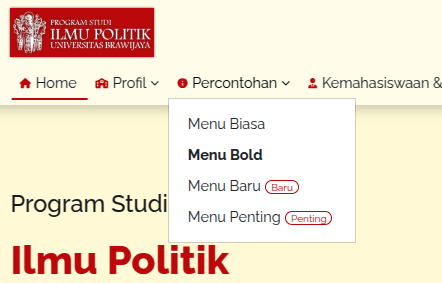 PROGRAM STUDI
ILMU POLITIK
UNIVERSITAS BRAWIJAYA
Home Profil Percontohan Kemahasiswaan &
Menu Biasa
Menu Bold
Menu Baru Baru
Menu Penting Penting
Program Studi
Ilmu Politik